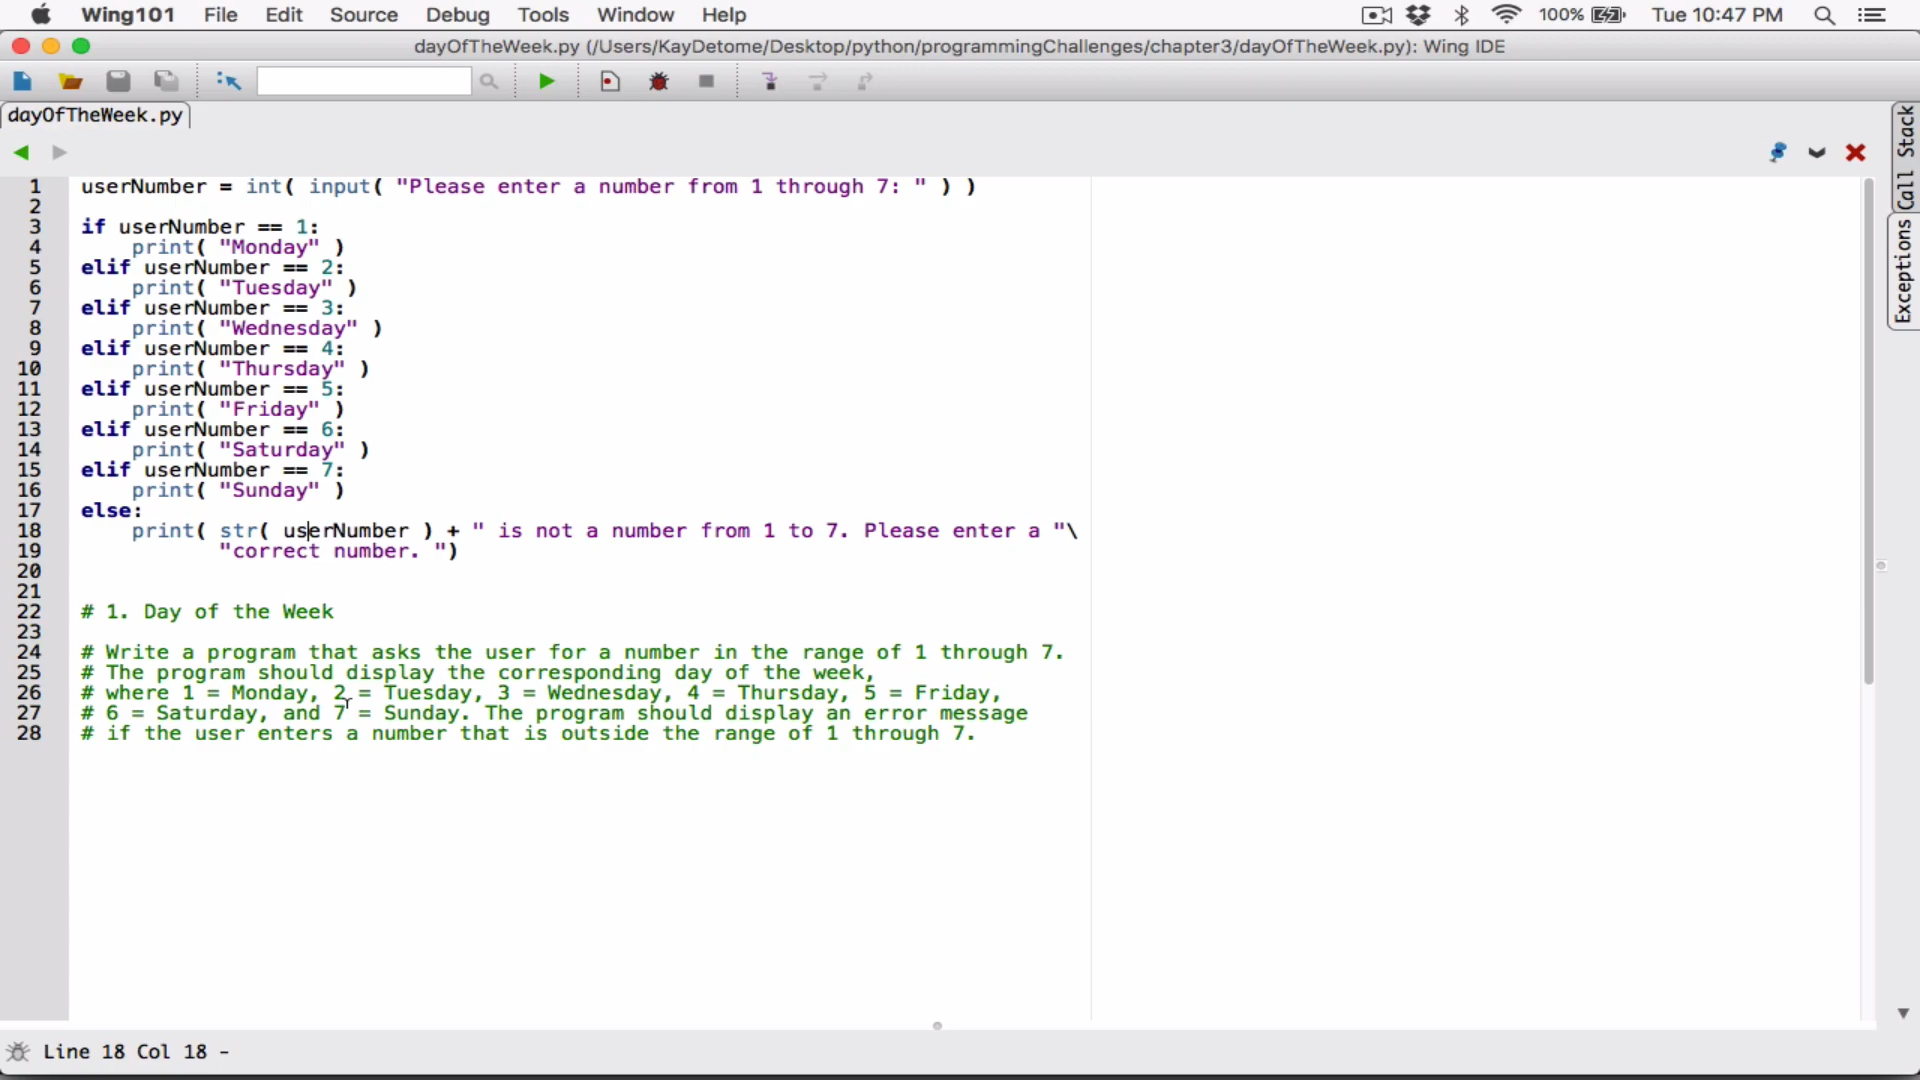 Wing101 File Edit Source Debug Tools Window Help 100% Tue 10:47 PM
dayOfTheWeek.py (/Users/KayDetome/Desktop/python/programmingChallenges/chapter3/dayOfTheWeek.py): Wing IDE
dayOfTheWeek.py
1 userNumber = int( input( "Please enter a number from 1 through 7: " ) )
2
3 if userNumber == 1:
4     print( "Monday" )
5 elif userNumber == 2:
6     print( "Tuesday" )
7 elif userNumber == 3:
8     print( "Wednesday" )
9 elif userNumber == 4:
10     print( "Thursday" )
11 elif userNumber == 5:
12     print( "Friday" )
13 elif userNumber == 6:
14     print( "Saturday" )
15 elif userNumber == 7:
16     print( "Sunday" )
17 else:
18     print( str( userNumber ) + " is not a number from 1 to 7. Please enter a "\
19            "correct number. ")
20
21
22 # 1. Day of the Week
23
24 # Write a program that asks the user for a number in the range of 1 through 7.
25 # The program should display the corresponding day of the week,
26 # where 1 = Monday, 2 = Tuesday, 3 = Wednesday, 4 = Thursday, 5 = Friday,
27 # 6 = Saturday, and 7 = Sunday. The program should display an error message
28 # if the user enters a number that is outside the range of 1 through 7.
Call Stack
Exceptions
Line 18 Col 18 -